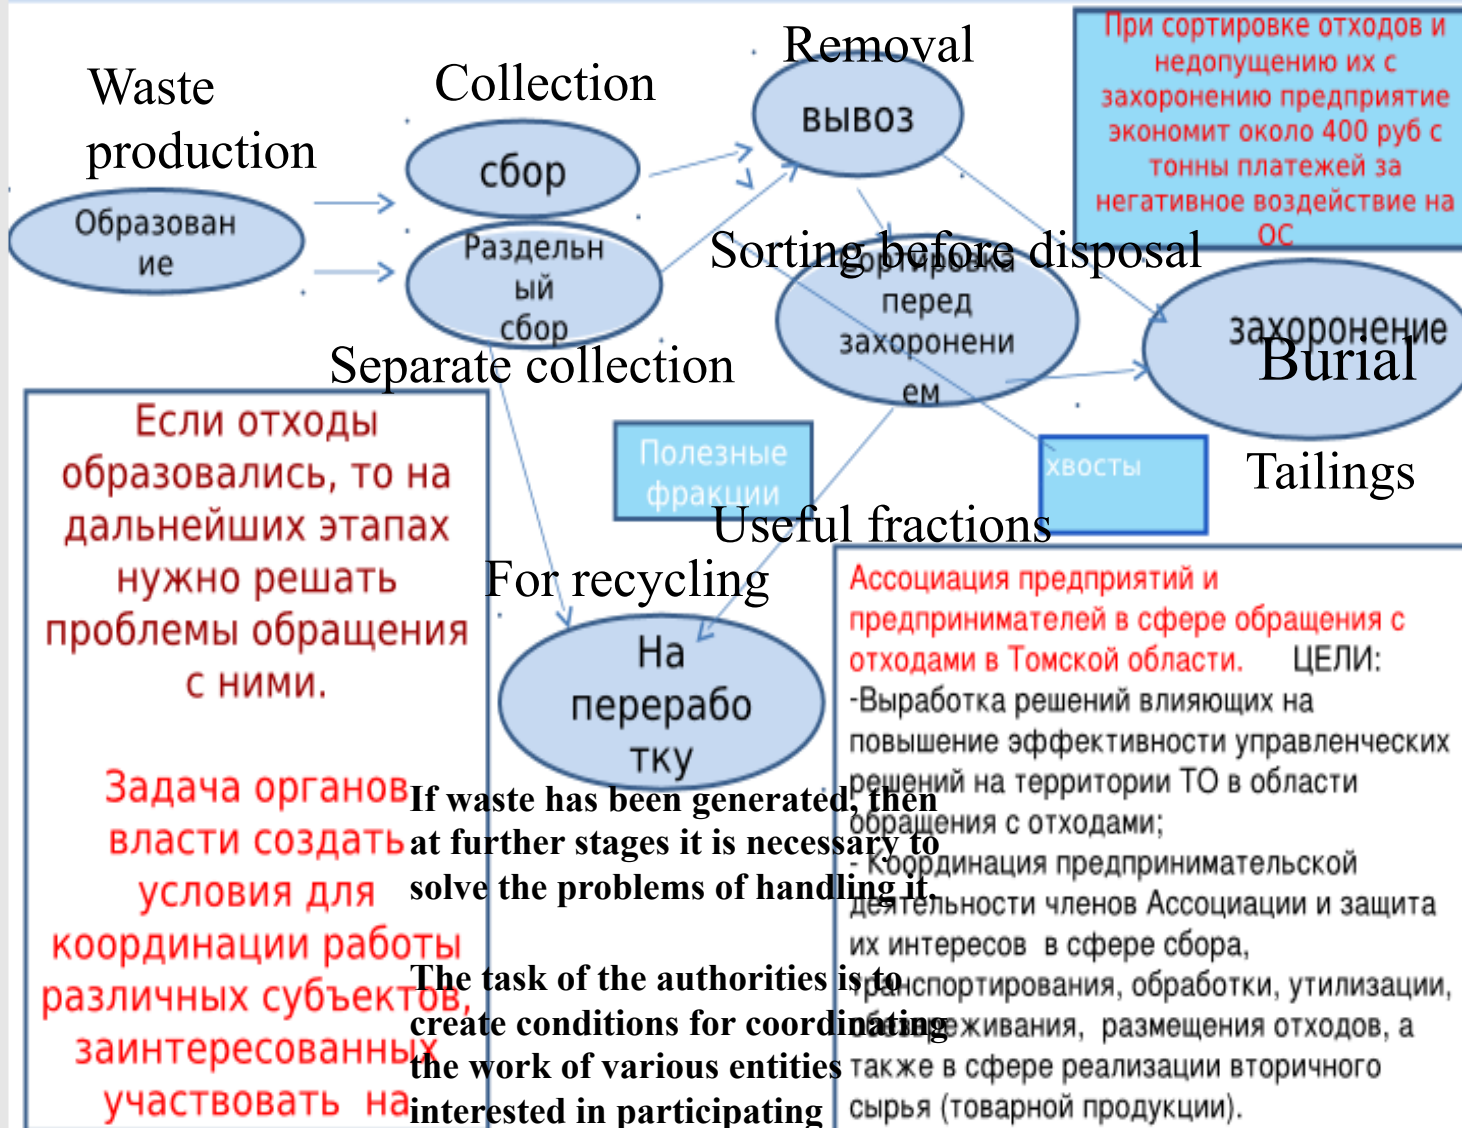 Removal
Waste
production
Collection
вывоз
сбор
Образован
ие
Раздельн
ый
сбор
Separate collection
При сортировке отходов и
недопущению их с
захоронению предприятие
экономит около 400 руб с
тонны платежей за
негативное воздействие на
ОС
Sorting before disposal
Сортировка
перед
захоронени
ем
захоронение
Burial
Полезные
фракции
Useful fractions
хвосты
Tailings
For recycling
На
перерабо
тку
Если отходы
образовались, то на
дальнейших этапах
нужно решать
проблемы обращения
с ними.
Задача органов
власти создать
условия для
координации работы
различных субъектов,
заинтересованных
участвовать на
If waste has been generated, then
at further stages it is necessary to
solve the problems of handling it.
The task of the authorities is to
create conditions for coordinating
the work of various entities
interested in participating
Ассоциация предприятий и
предпринимателей в сфере обращения с
отходами в Томской области. ЦЕЛИ:
-Выработка решений влияющих на
повышение эффективности управленческих
решений на территории ТО в области
обращения с отходами;
- Координация предпринимательской
деятельности членов Ассоциации и защита
их интересов в сфере сбора,
транспортирования, обработки, утилизации,
обезвреживания, размещения отходов, а
также в сфере реализации вторичного
сырья (товарной продукции).